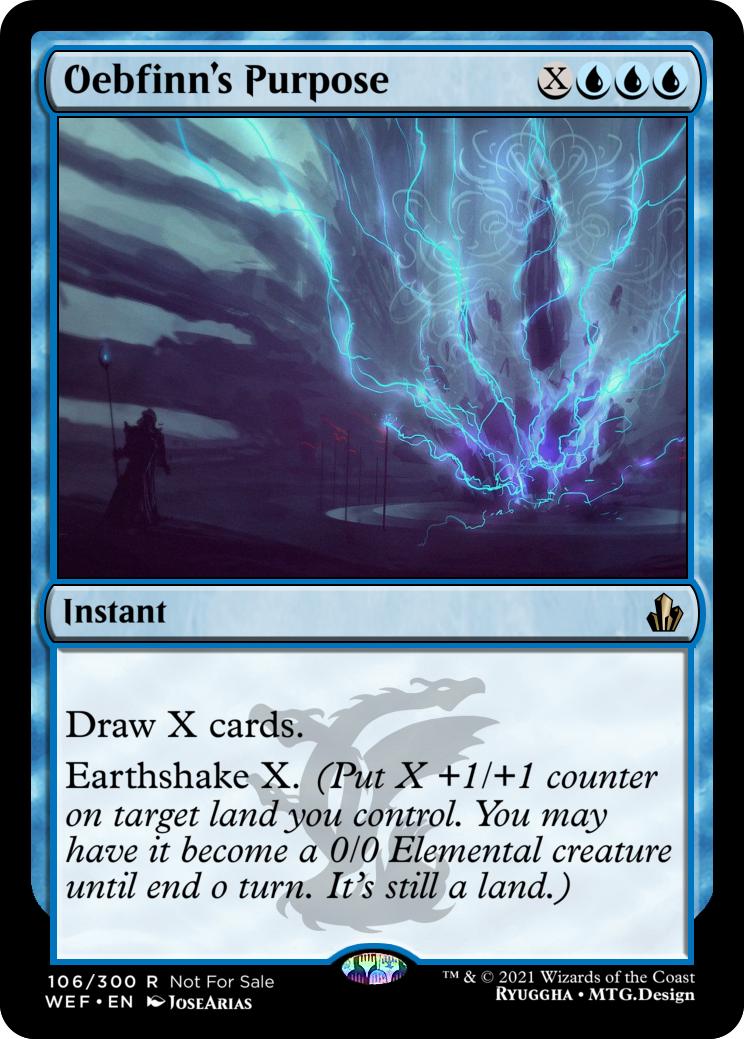 Oebfinn's Purpose X
Instant
Draw X cards.
Earthshake X. (Put X +1/+1 counter
on target land you control. You may
have it become a 0/0 Elemental creature
until end o turn. It's still a land.)
106/300 R Not For Sale
WEF • EN JoseArias
™ & © 2021 Wizards of the Coast
Ryuggha • MTG.Design